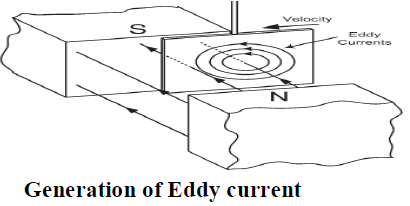 S
Velocity
Eddy
Currents
N
Generation of Eddy current